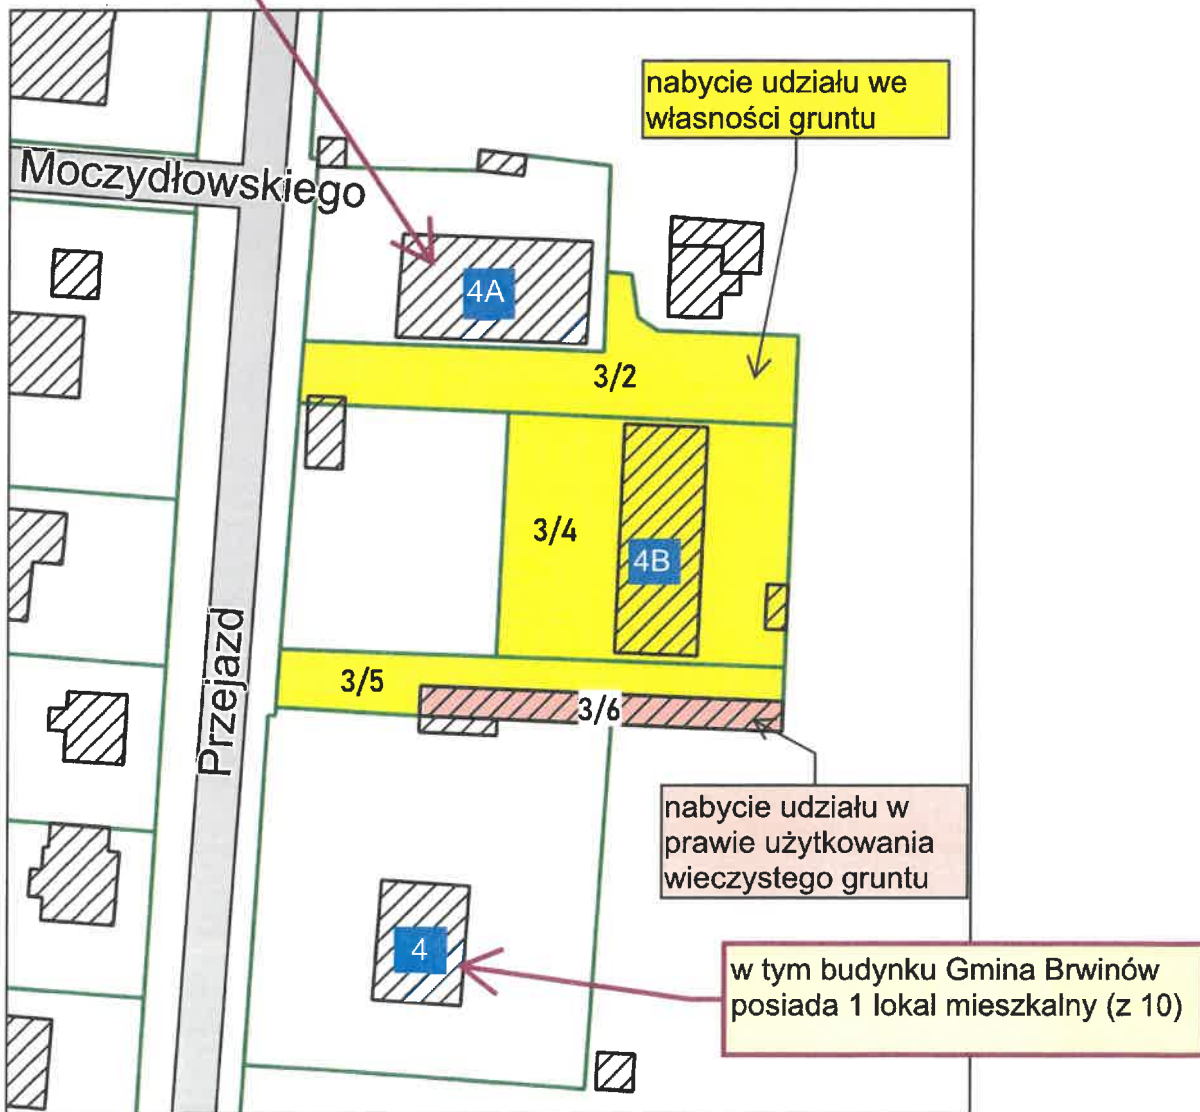 nabycie udziału we
własności gruntu
Moczydłowskiego
4A
3/2
3/4
4B
3/5
3/6
Przejazd
nabycie udziału w
prawie użytkowania
wieczystego gruntu
4
w tym budynku Gmina Brwinów
posiada 1 lokal mieszkalny (z 10)